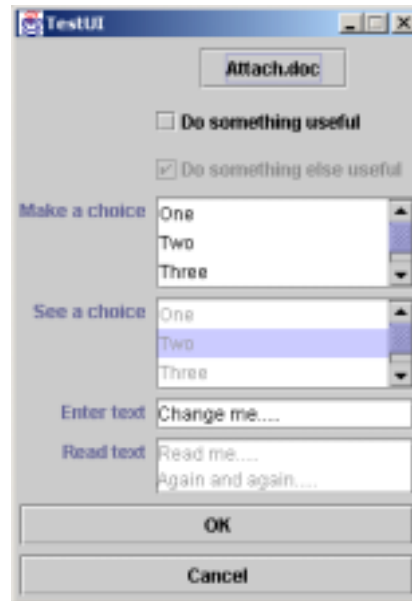 TestUI
Attach.doc
Do something useful
Do something else useful
Make a choice
One
Two
Three
See a choice
One
Two
Three
Enter text
Change me....
Read text
Read me....
Again and again....
OK
Cancel